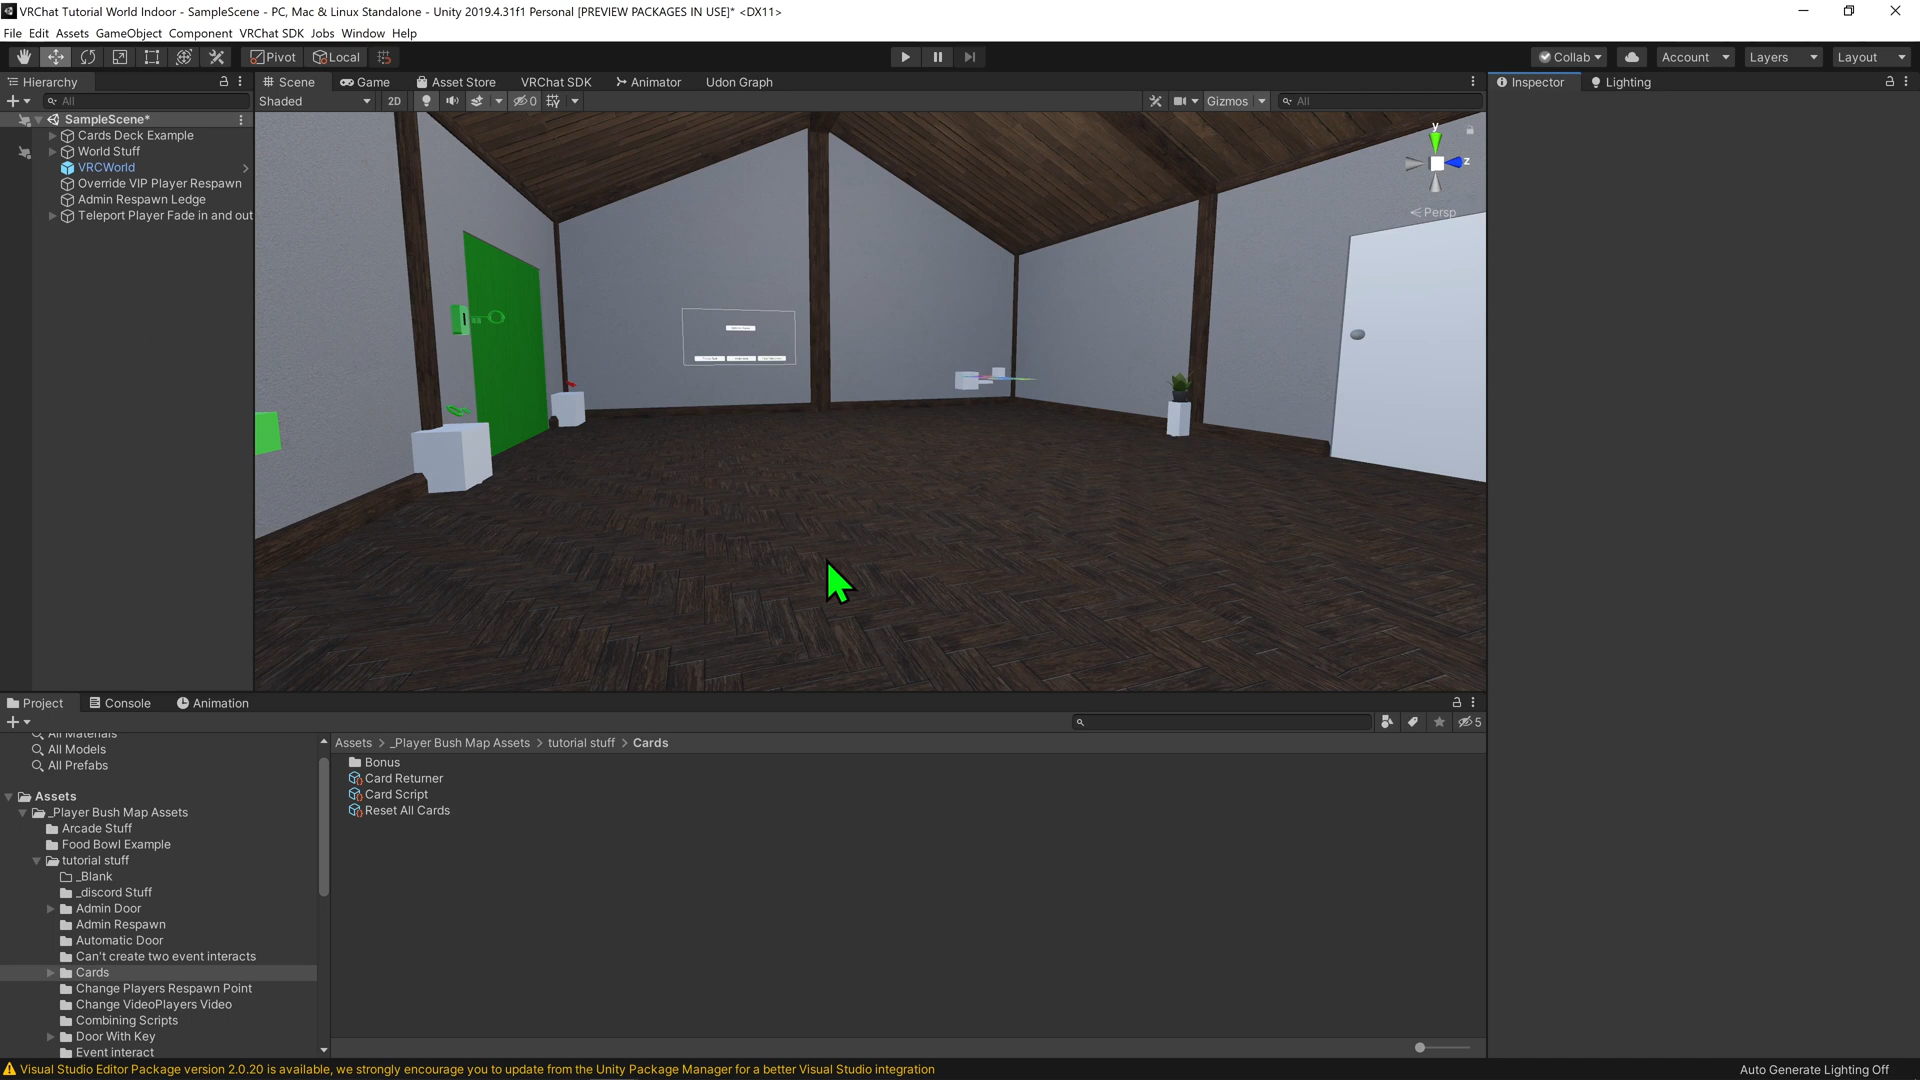 VRChat Tutorial World Indoor - SampleScene - PC, Mac & Linux Standalone - Unity 2019.4.31f1 Personal [PREVIEW PACKAGES IN USE]* <DX11>
File Edit Assets GameObject Component VRChat SDK Jobs Window Help
Pivot Local Collab Account Layers Layout
Hierarchy Scene Game Asset Store VRChat SDK Animator Udon Graph Inspector Lighting
All Shaded 2D 0 Gizmos All
SampleScene*
Cards Deck Example
World Stuff
VRCWorld
Override VIP Player Respawn
Admin Respawn Ledge
Teleport Player Fade in and out
y
z
Persp
Project Console Animation
5
All Materials
All Models
All Prefabs
Assets
_Player Bush Map Assets
Arcade Stuff
Food Bowl Example
tutorial stuff
_Blank
_discord Stuff
Admin Door
Admin Respawn
Automatic Door
Can't create two event interacts
Cards
Change Players Respawn Point
Change VideoPlayers Video
Combining Scripts
Door With Key
Event interact
Assets > _Player Bush Map Assets > tutorial stuff > Cards
Bonus
Card Returner
Card Script
Reset All Cards
Visual Studio Editor Package version 2.0.20 is available, we strongly encourage you to update from the Unity Package Manager for a better Visual Studio integration
Auto Generate Lighting Off